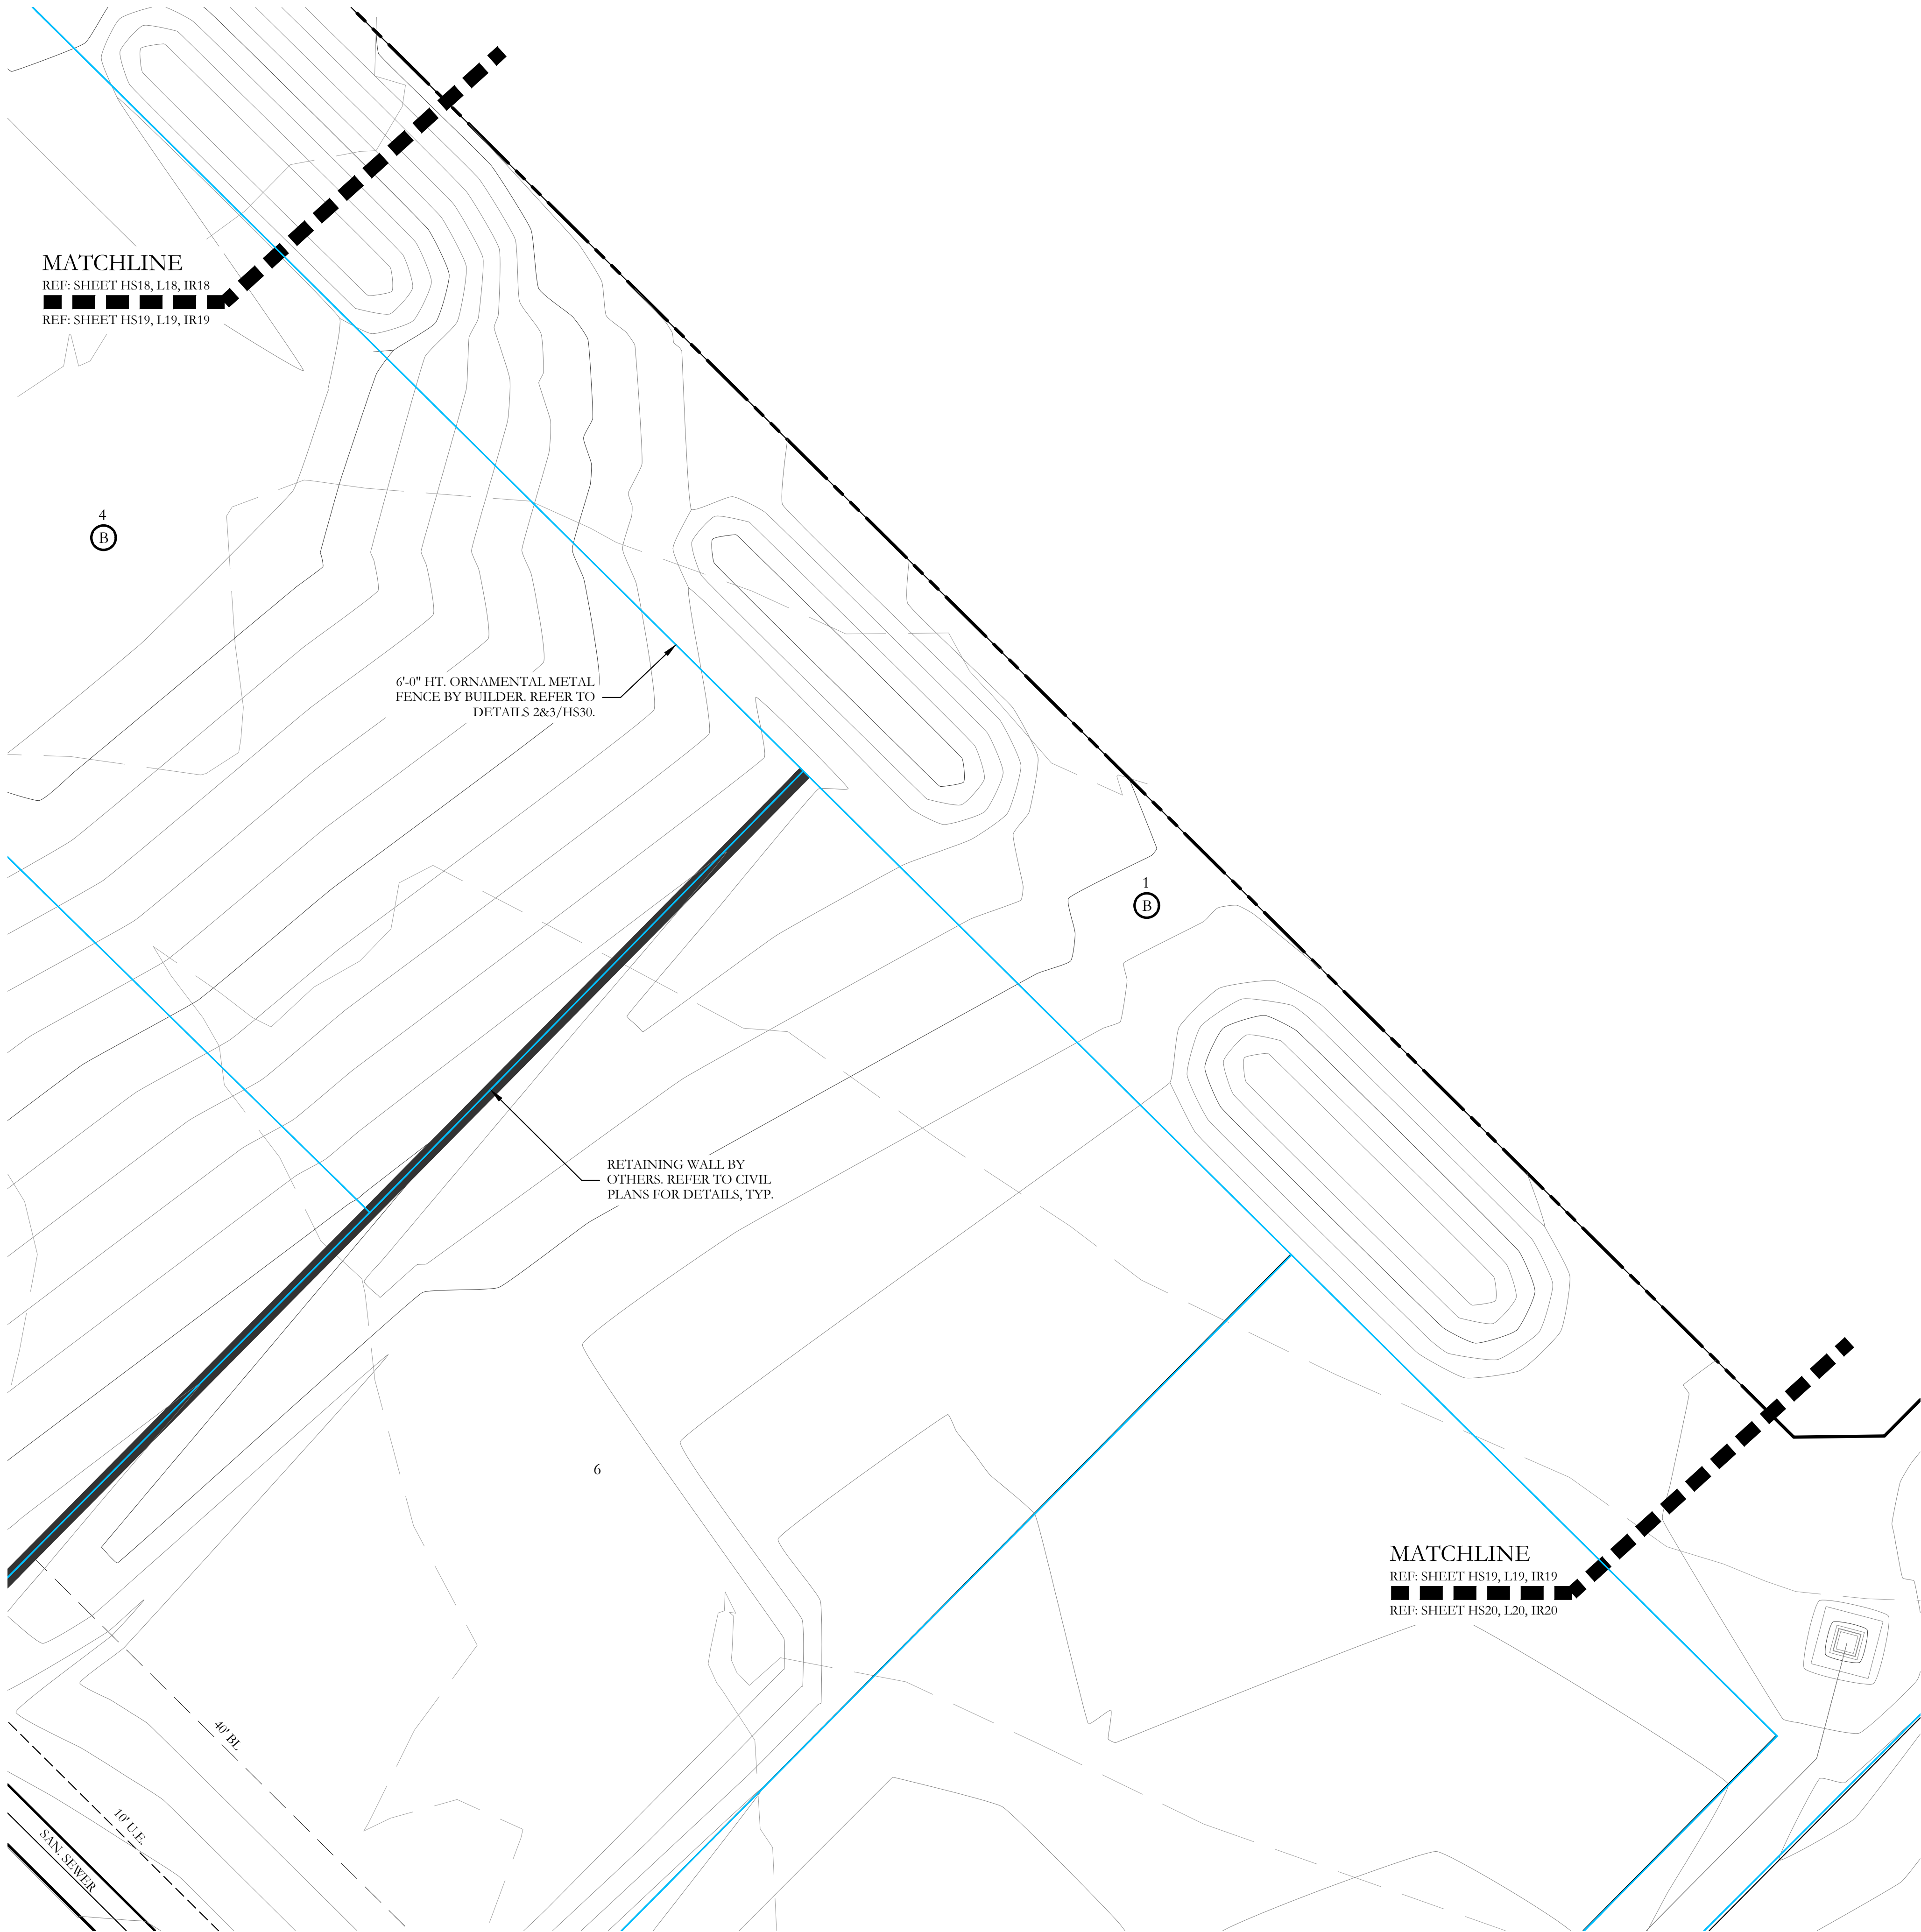 MATCHLINE
REF: SHEET HS18, L18, IR18
REF: SHEET HS19, L19, IR19
4
B
6'-0" HT. ORNAMENTAL METAL
FENCE BY BUILDER. REFER TO
DETAILS 2&3/HS30.
1
B
RETAINING WALL BY
OTHERS. REFER TO CIVIL
PLANS FOR DETAILS, TYP.
6
MATCHLINE
REF: SHEET HS19, L19, IR19
REF: SHEET HS20, L20, IR20
40' BL
10' U.E.
SAN. SEWER